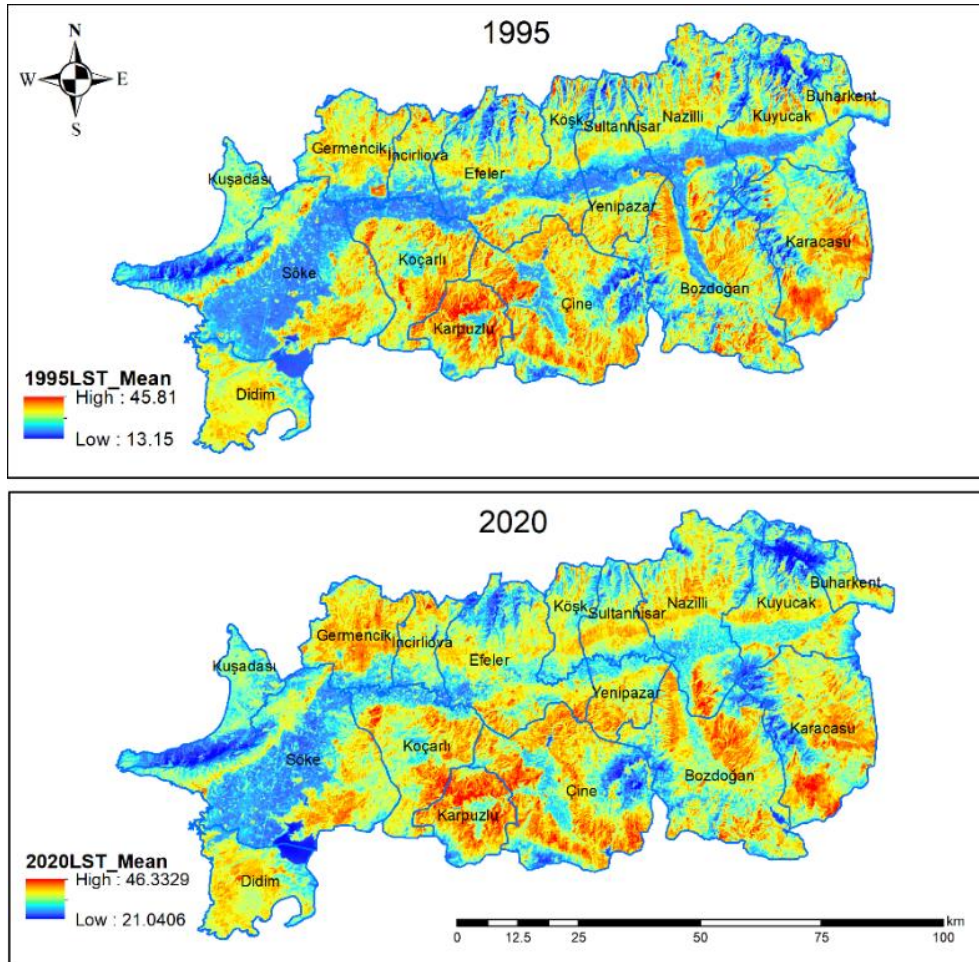 1995
N
W E
S
Buharkent
Köşk
Sultanhisar
Nazilli
Kuyucak
Germencik
İncirliova
Efeler
Kuşadası
Yenipazar
Karacasu
Koçarlı
Söke
Bozdoğan
Çine
Karpuzlu
1995LST_Mean
High : 45.81
Low : 13.15
Didim
2020
Buharkent
Köşk
Sultanhisar
Nazilli
Kuyucak
Germencik
İncirliova
Efeler
Kuşadası
Yenipazar
Karacasu
Koçarlı
Söke
Bozdoğan
Çine
Karpuzlu
2020LST_Mean
High : 46.3329
Low : 21.0406
Didim
km
0 12.5 25 50 75 100